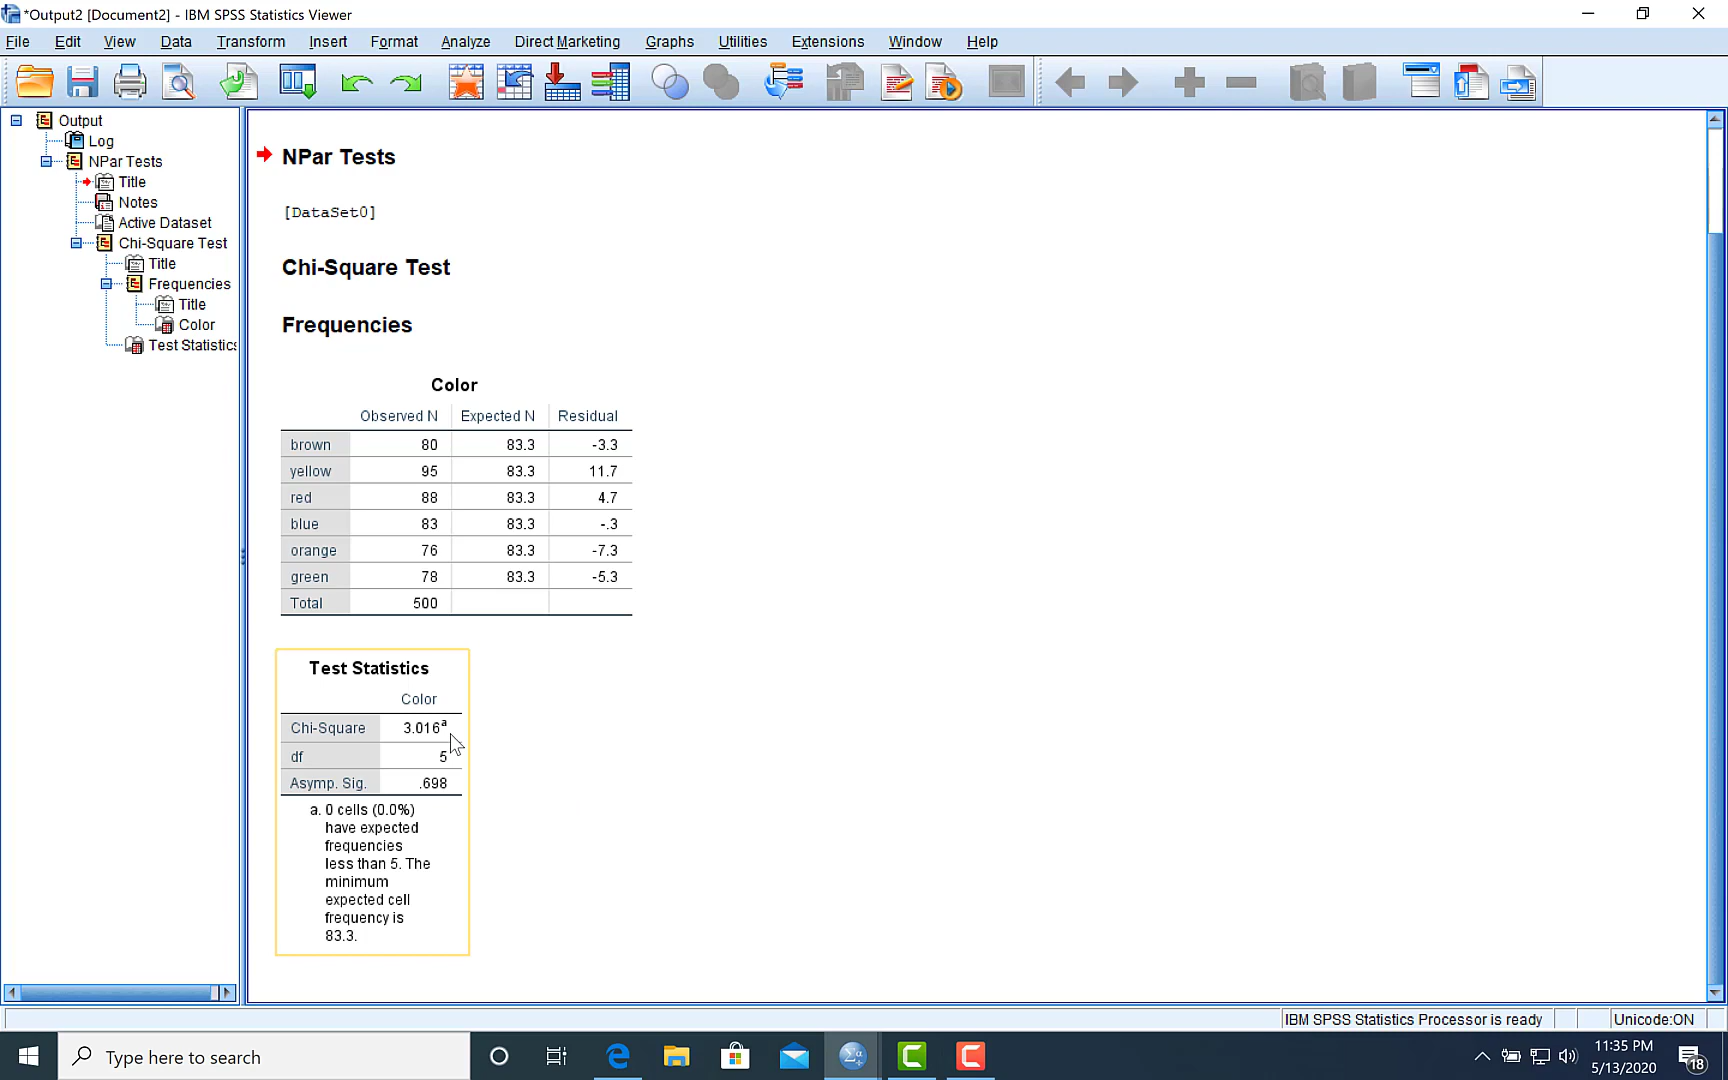 *Output2 [Document2] - IBM SPSS Statistics Viewer
File Edit View Data Transform Insert Format Analyze Direct Marketing Graphs Utilities Extensions Window Help
Output
Log
NPar Tests
Title
Notes
Active Dataset
Chi-Square Test
Title
Frequencies
Title
Color
Test Statistics
NPar Tests
[DataSet0]
Chi-Square Test
Frequencies
Color
Observed N Expected N Residual
brown 80 83.3 -3.3
yellow 95 83.3 11.7
red 88 83.3 4.7
blue 83 83.3 -.3
orange 76 83.3 -7.3
green 78 83.3 -5.3
Total 500
Test Statistics
Color
Chi-Square 3.016a
df 5
Asymp. Sig. .698
a. 0 cells (0.0%)
have expected
frequencies
less than 5. The
minimum
expected cell
frequency is
83.3.
IBM SPSS Statistics Processor is ready Unicode:ON
Type here to search
11:35 PM
5/13/2020
18